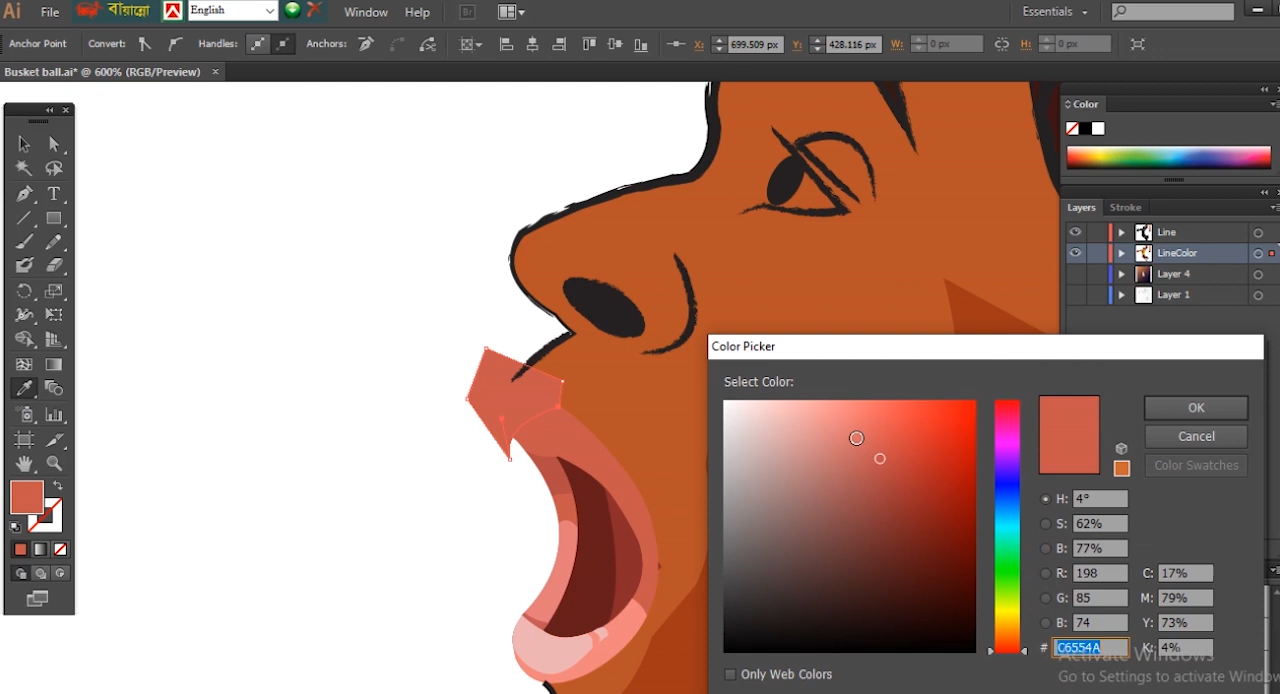 Ai File বায়ান্নো English Window Help Br Essentials
Anchor Point Convert: Handles: Anchors: X: 699.509 px Y: 428.116 px W: 0 px H: 0 px
Busket ball.ai* @ 600% (RGB/Preview) ×
Color
Layers Stroke
Line
LineColor
Layer 4
Layer 1
T
Color Picker
Select Color:
OK
Cancel
Color Swatches
H: 4°
S: 62%
B: 77%
R: 198 C: 17%
G: 85 M: 79%
B: 74 Y: 73%
# C6554A K: 4%
Only Web Colors
Activate Windows
Go to Settings to activate Window